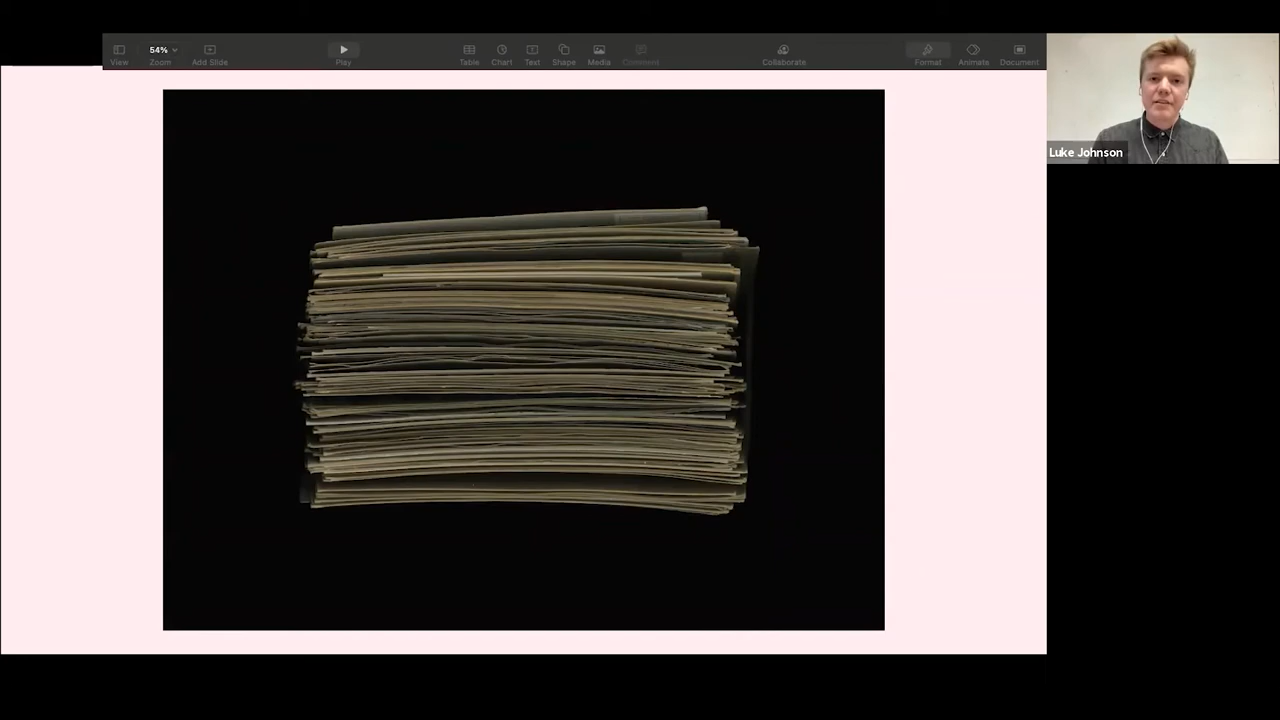 54%
View Zoom Add Slide Play Table Chart Text Shape Media Comment Collaborate Format Animate Document
Luke Johnson